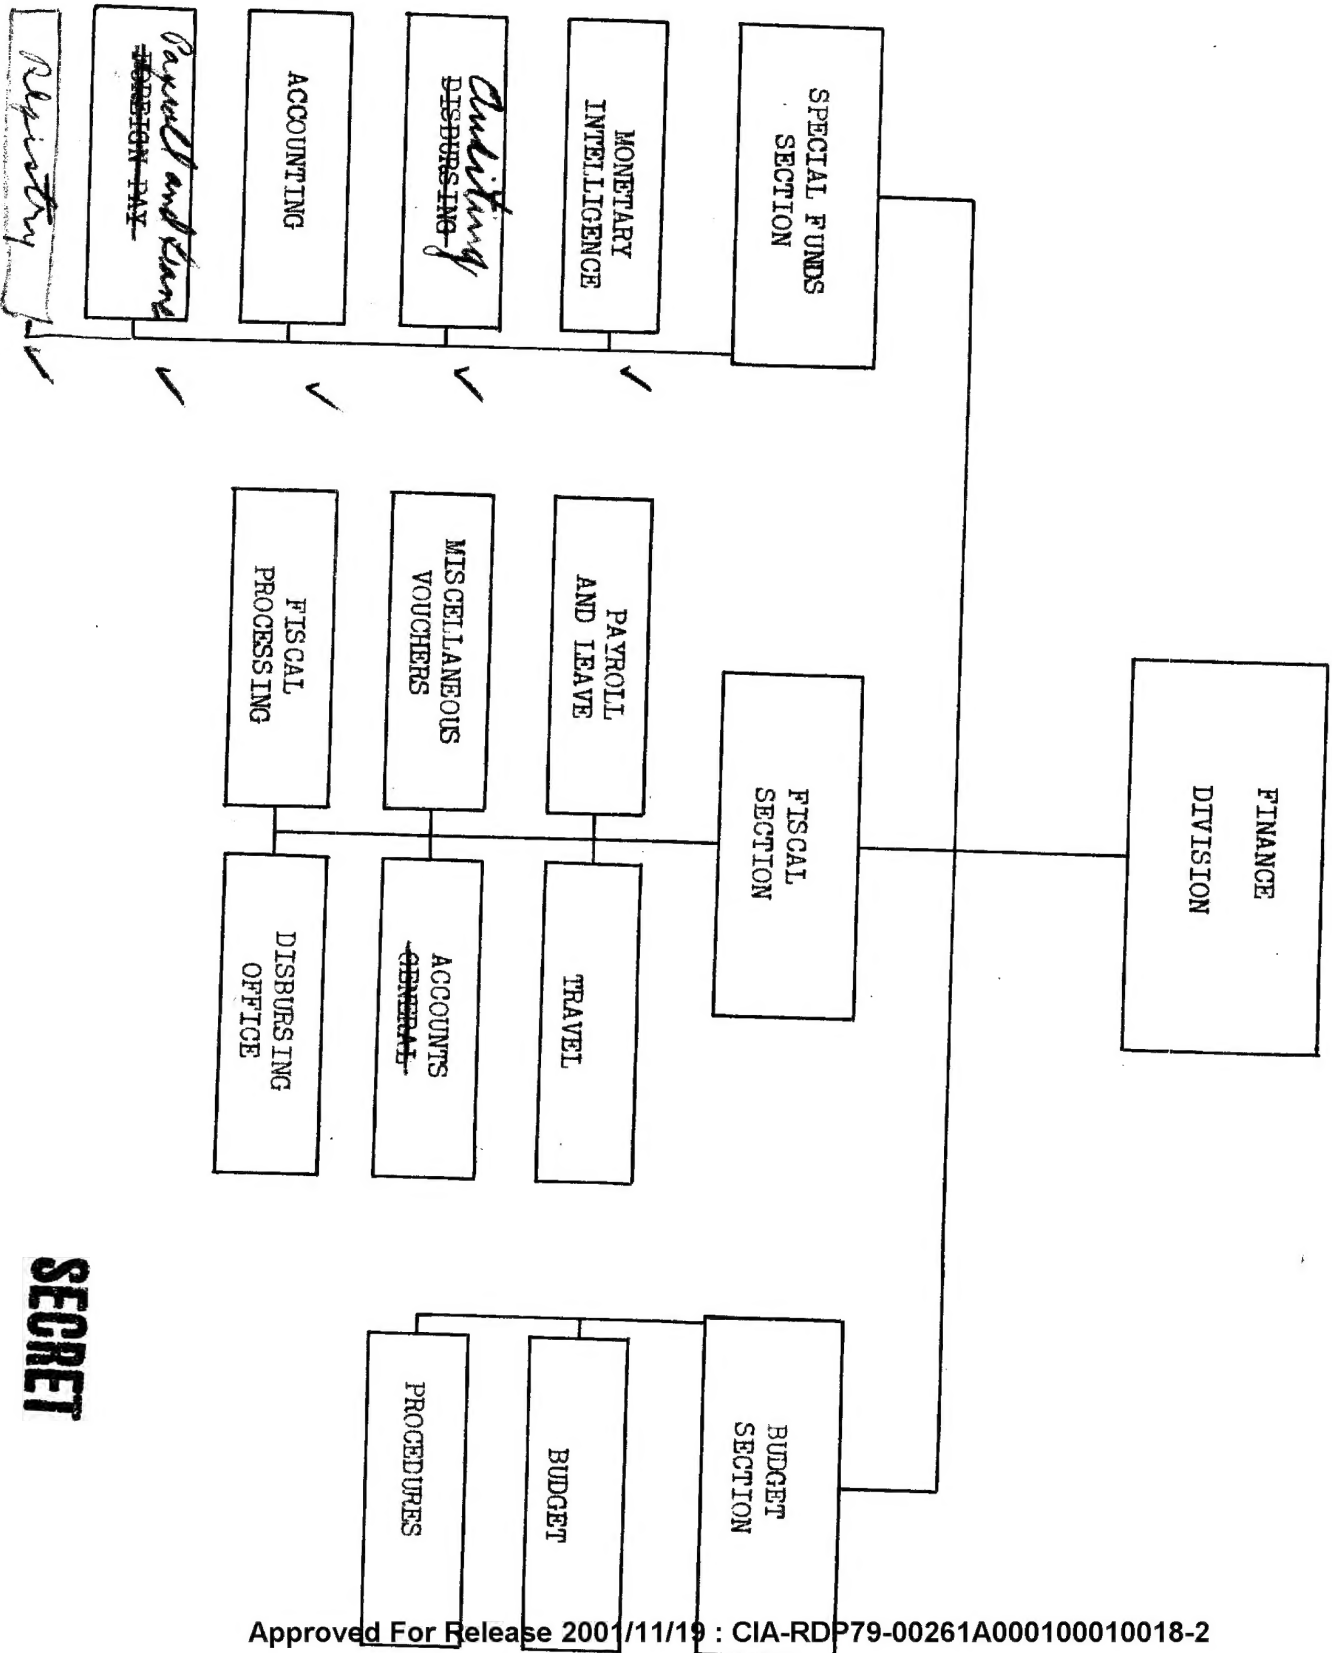 FINANCE
DIVISION
SPECIAL FUNDS
SECTION
FISCAL
SECTION
BUDGET
SECTION
MONETARY
INTELLIGENCE
Auditing
DISBURSING
ACCOUNTING
Payroll and
FOREIGN PAY
Registry
PAYROLL
AND LEAVE
TRAVEL
MISCELLANEOUS
VOUCHERS
ACCOUNTS
GENERAL
FISCAL
PROCESSING
DISBURSING
OFFICE
BUDGET
PROCEDURES
SECRET
Approved For Release 2001/11/19 : CIA-RDP79-00261A000100010018-2